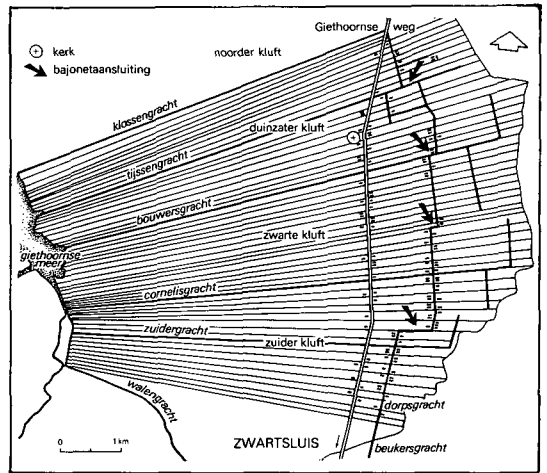 Giethoornse weg
kerk
noorder kluft
bajonetaansluiting
klossengracht
duinzater kluft
tijssengracht
bouwersgracht
zwarte kluft
giethoornse
meer
cornelisgracht
zuidergracht
zuider kluft
walengracht
dorpsgracht
0 1 km
ZWARTSLUIS
beukersgracht